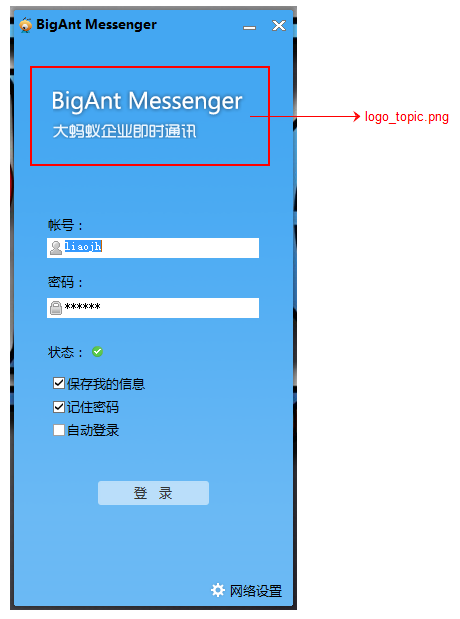 BigAnt Messenger
BigAnt Messenger
大蚂蚁企业即时通讯
logo_topic.png
帐号：
liaojh
密码：
******
状态：
保存我的信息
记住密码
自动登录
登 录
网络设置